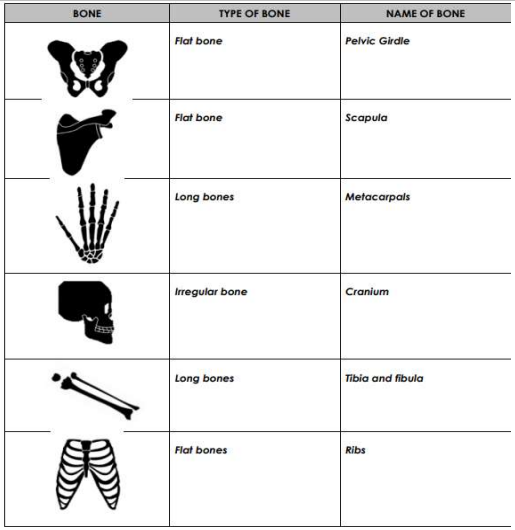 BONE TYPE OF BONE NAME OF BONE
Flat bone Pelvic Girdle
Flat bone Scapula
Long bones Metacarpals
Irregular bone Cranium
Long bones Tibia and fibula
Flat bones Ribs